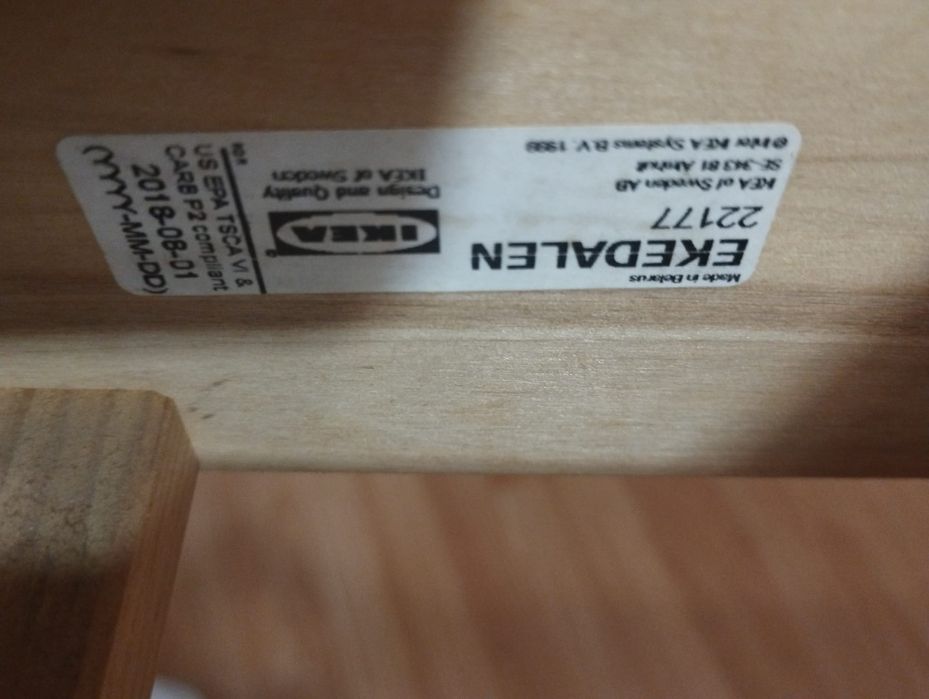 Made in Belarus
EKEDALEN
22177
IKEA of Sweden AB
SE-343 81 Älmhult
© Inter IKEA Systems B.V. 1999
IKEA
®
Design and Quality
IKEA of Sweden
US EPA TSCA VI &
CARB P2 compliant
2018-08-01
(YYYY-MM-DD)